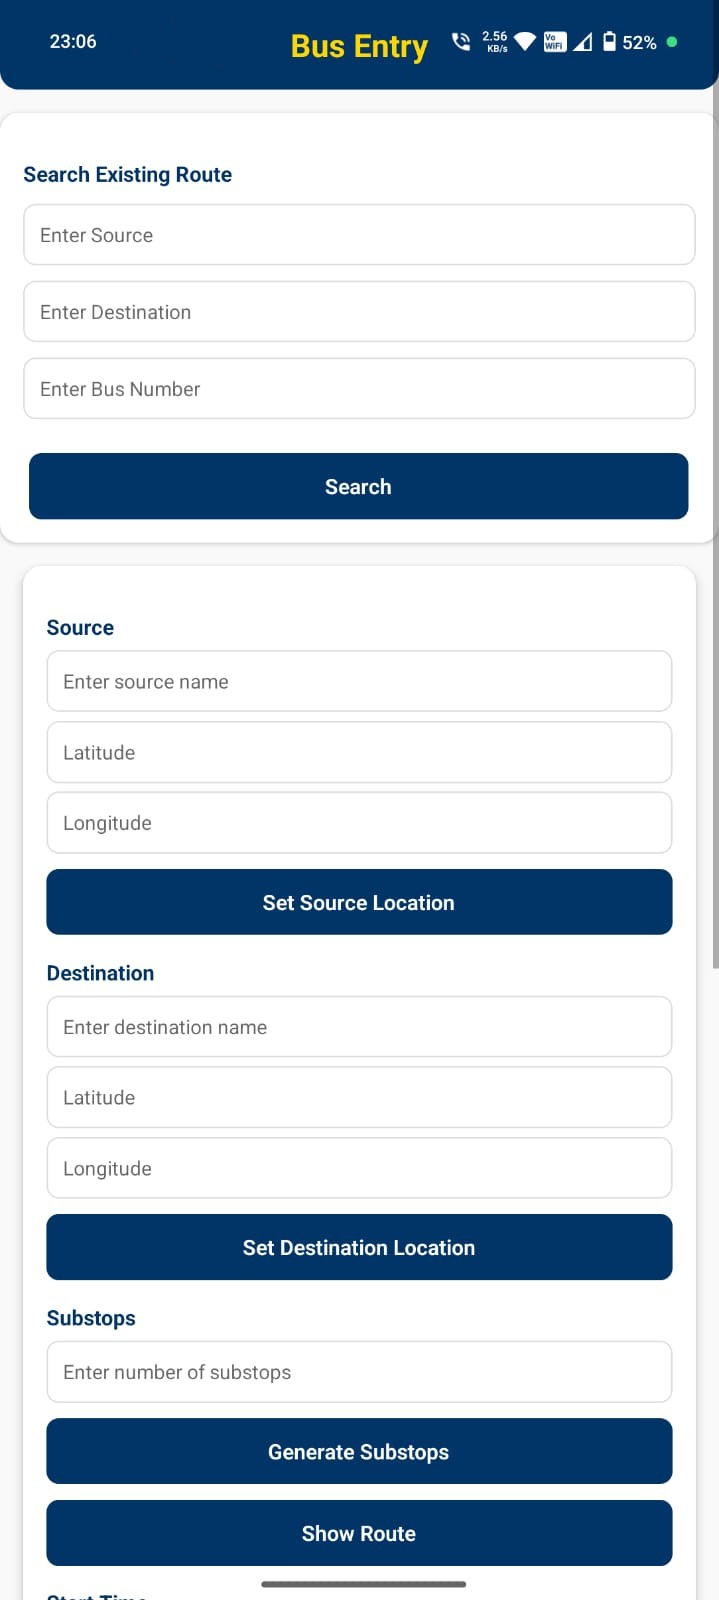 23:06
Bus Entry
2.56
KB/s
Vo
WiFi
52%
Search Existing Route
Enter Source
Enter Destination
Enter Bus Number
Search
Source
Enter source name
Latitude
Longitude
Set Source Location
Destination
Enter destination name
Latitude
Longitude
Set Destination Location
Substops
Enter number of substops
Generate Substops
Show Route
Start Time